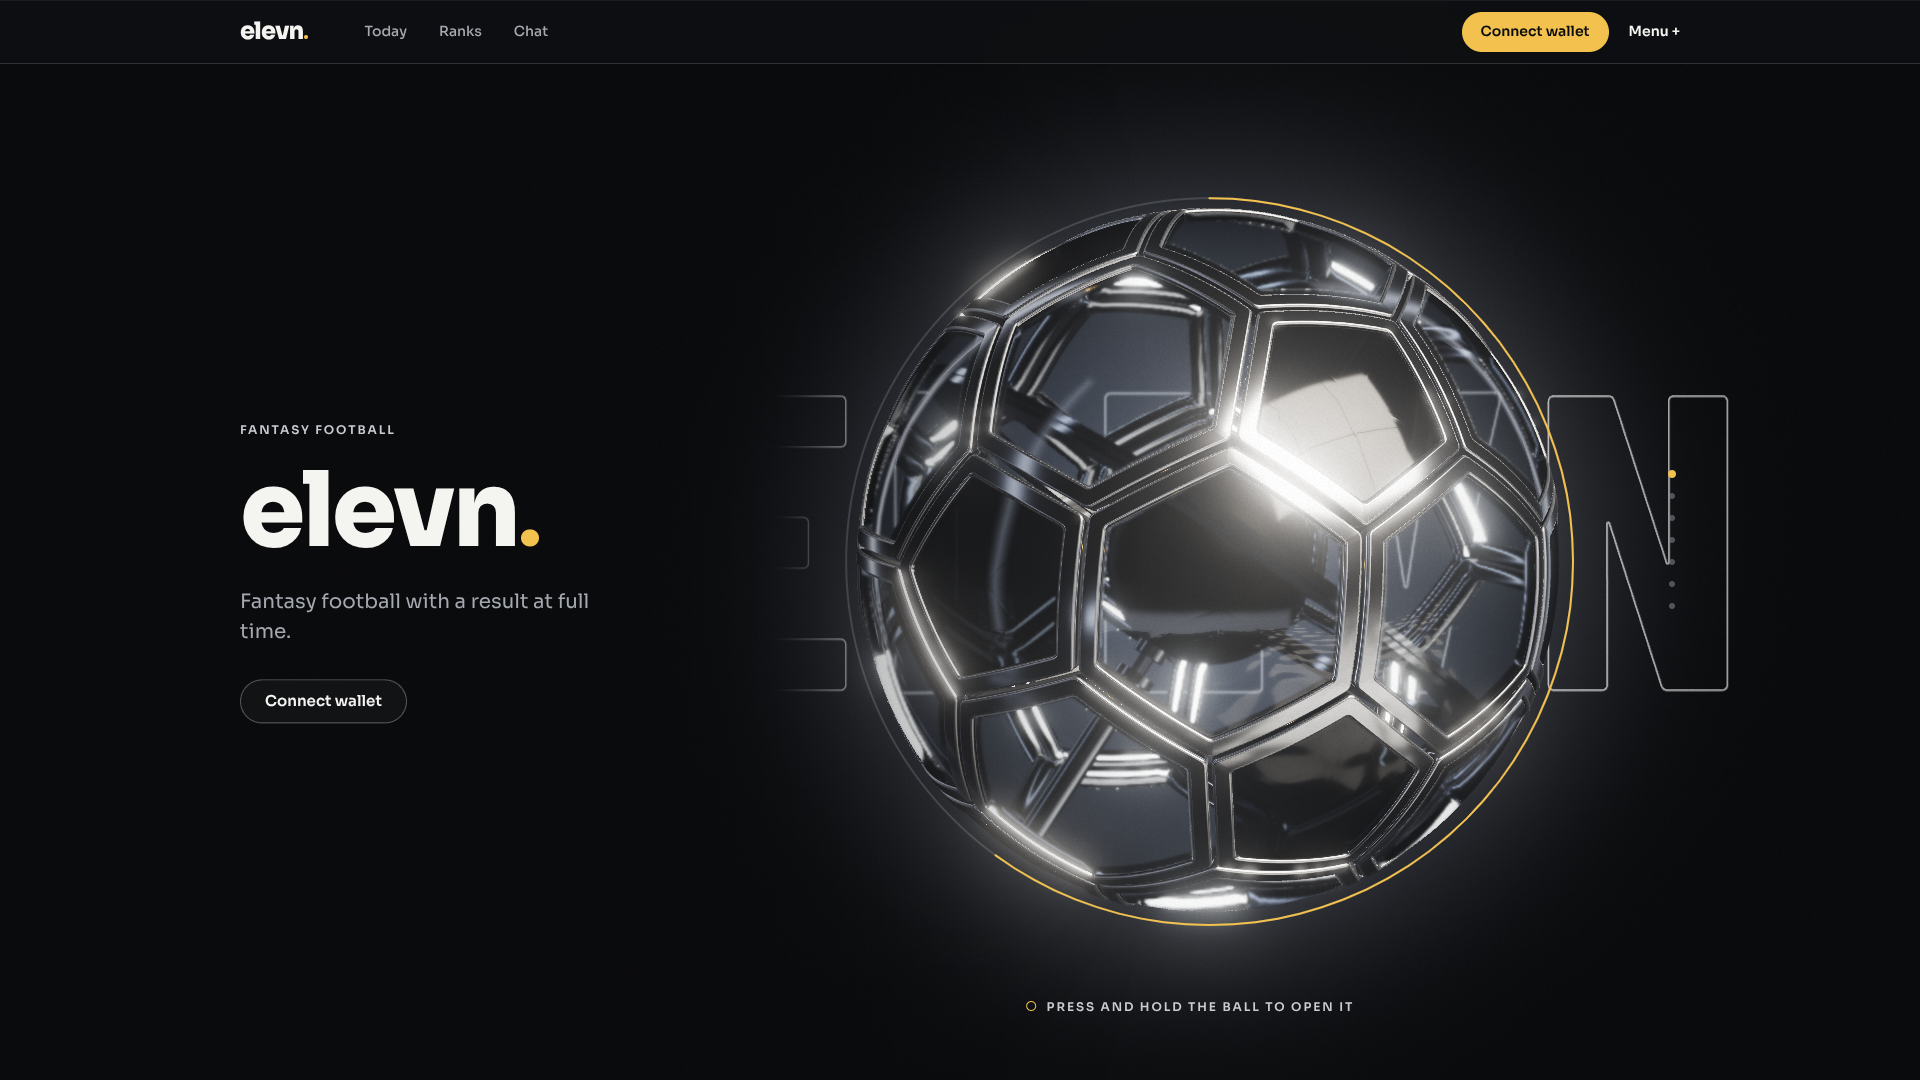 elevn.
Today
Ranks
Chat
Connect wallet
Menu +
FANTASY FOOTBALL
elevn.
Fantasy football with a result at full
time.
Connect wallet
PRESS AND HOLD THE BALL TO OPEN IT